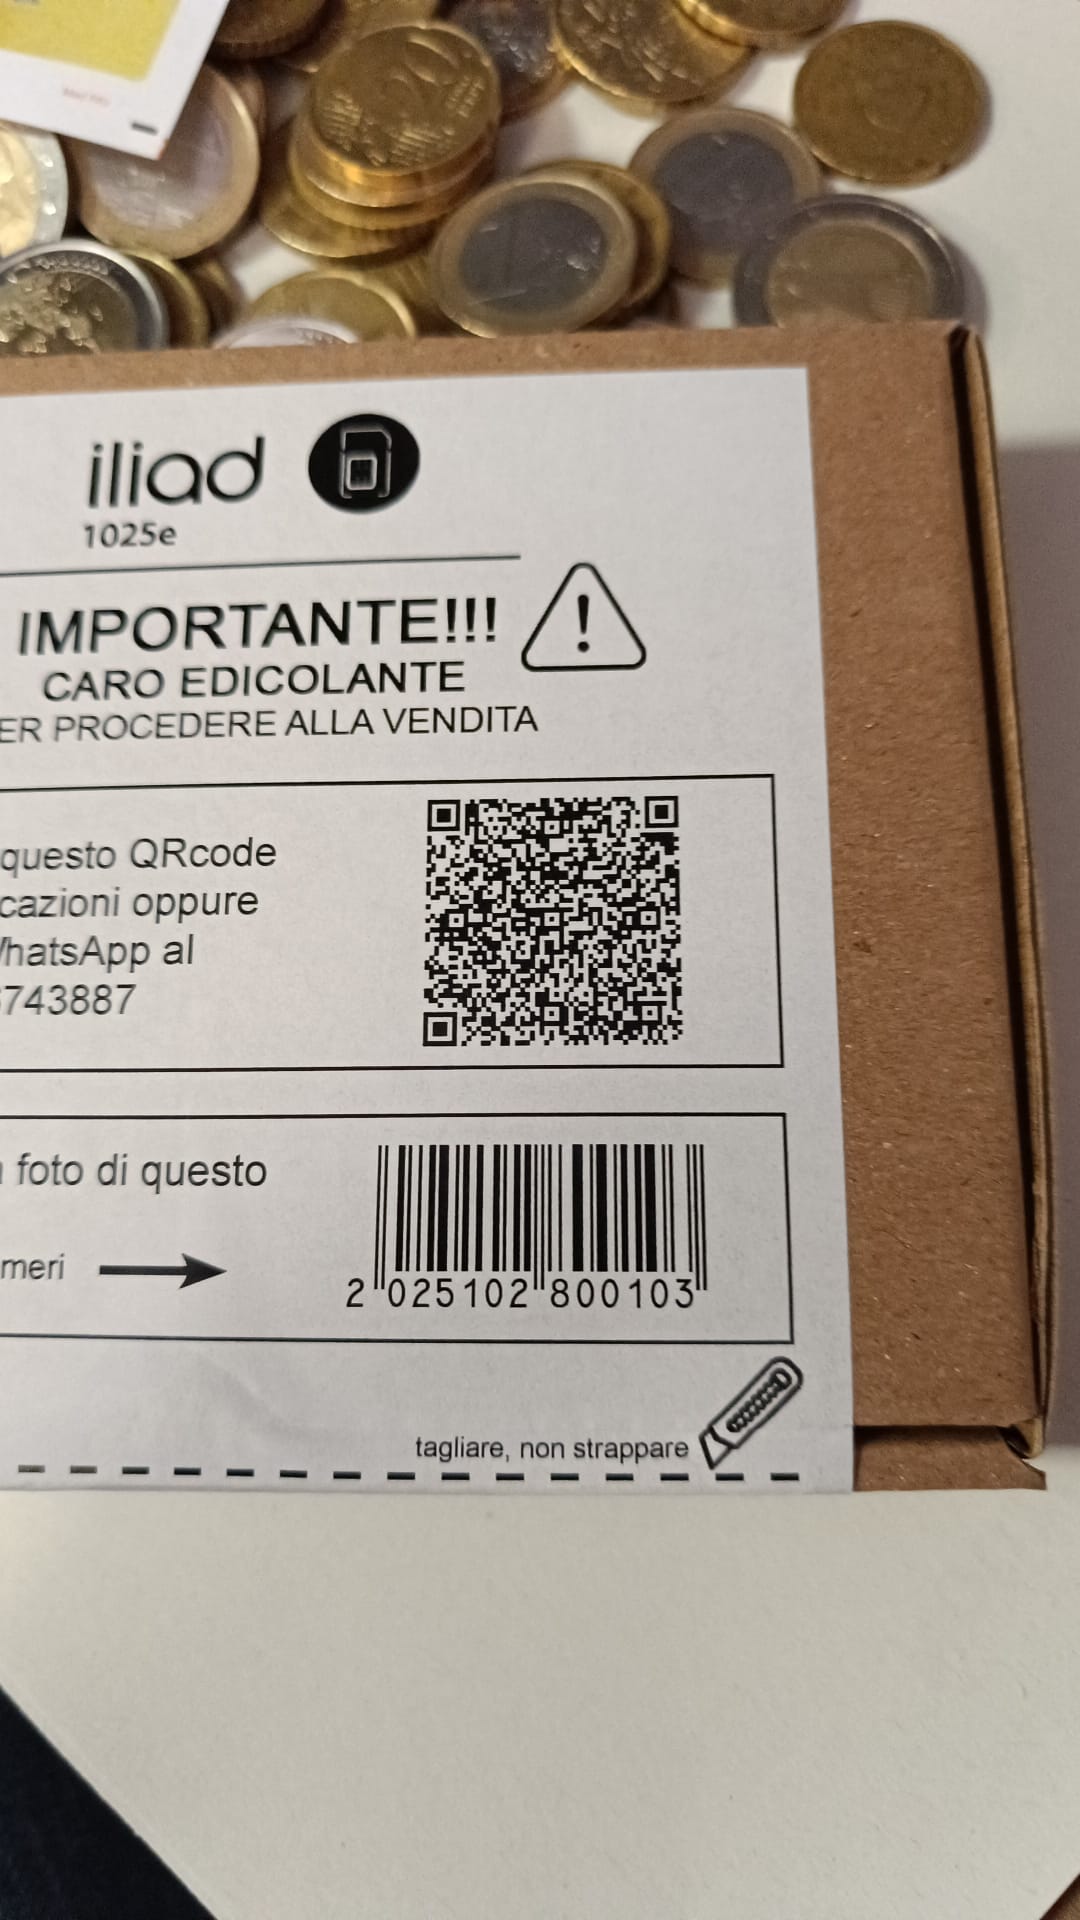 iliad
1025e
IMPORTANTE!!!
CARO EDICOLANTE
ER PROCEDERE ALLA VENDITA
questo QRcode
cazioni oppure
hatsApp al
743887
foto di questo
meri
2 025102 800103
tagliare, non strappare